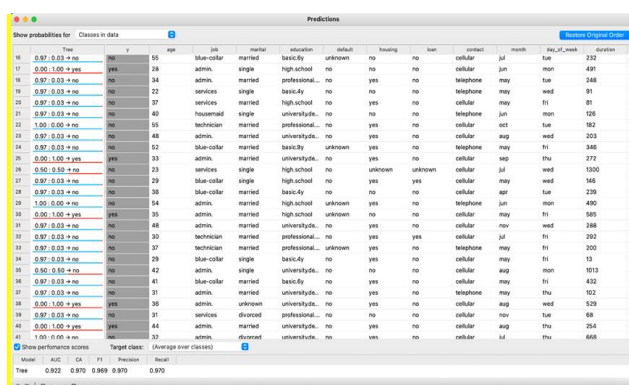 Predictions
Show probabilities for Classes in data Restore Original Order
Tree y age job marital education default housing loan contact month day_of_week duration
16 0.97 : 0.03 → no no 55 blue-collar married basic.6y unknown no no cellular jul tue 232
17 0.00 : 1.00 → yes yes 28 admin. single high.school no no no cellular jun mon 491
18 0.97 : 0.03 → no no 34 admin. married professional.... no yes no telephone may tue 248
19 0.97 : 0.03 → no no 22 services single high.school no no no telephone may wed 91
20 0.97 : 0.03 → no no 37 services married high.school no yes no cellular may fri 81
21 0.97 : 0.03 → no no 40 housemaid single university.de... no no no telephone jun mon 126
22 1.00 : 0.00 → no no 55 technician married professional.... no yes no cellular oct tue 182
23 0.97 : 0.03 → no no 48 admin. married university.de... no yes no cellular aug wed 203
24 0.97 : 0.03 → no no 52 blue-collar married basic.9y unknown yes no telephone may fri 346
25 0.00 : 1.00 → yes yes 33 admin. married university.de... no yes no cellular sep thu 272
26 0.50 : 0.50 → no no 23 services single high.school no unknown unknown cellular jul wed 1300
27 0.97 : 0.03 → no no 29 blue-collar married high.school no yes yes cellular may wed 146
28 0.97 : 0.03 → no no 38 blue-collar married basic.4y no no no cellular apr tue 239
29 1.00 : 0.00 → no no 54 admin. married high.school unknown no no telephone jun mon 490
30 0.00 : 1.00 → yes yes 35 admin. married high.school no no no cellular may fri 585
31 0.97 : 0.03 → no no 48 admin. married university.de... no yes no cellular nov wed 288
32 0.97 : 0.03 → no no 30 technician married professional.... no yes yes cellular jul fri 292
33 0.97 : 0.03 → no no 37 technician married professional.... unknown yes no telephone may fri 200
34 0.97 : 0.03 → no no 29 blue-collar single basic.4y no yes no cellular may fri 13
35 0.50 : 0.50 → no no 42 admin. single university.de... no no no cellular aug mon 1013
36 0.97 : 0.03 → no no 41 blue-collar married basic.6y no yes no cellular may fri 432
37 0.97 : 0.03 → no no 31 admin. married university.de... no yes no telephone may thu 102
38 0.00 : 1.00 → yes yes 36 admin. unknown university.de... no yes no cellular aug wed 529
39 0.97 : 0.03 → no no 31 services divorced professional.... no no no cellular nov tue 68
40 0.00 : 1.00 → yes yes 44 admin. married university.de... no yes no cellular aug thu 254
41 1.00 : 0.00 → no no 32 admin. divorced university.de... no yes no cellular jul thu 668
Show perfomance scores Target class: (Average over classes)
Model AUC CA F1 Precision Recall
Tree 0.922 0.970 0.969 0.970 0.970